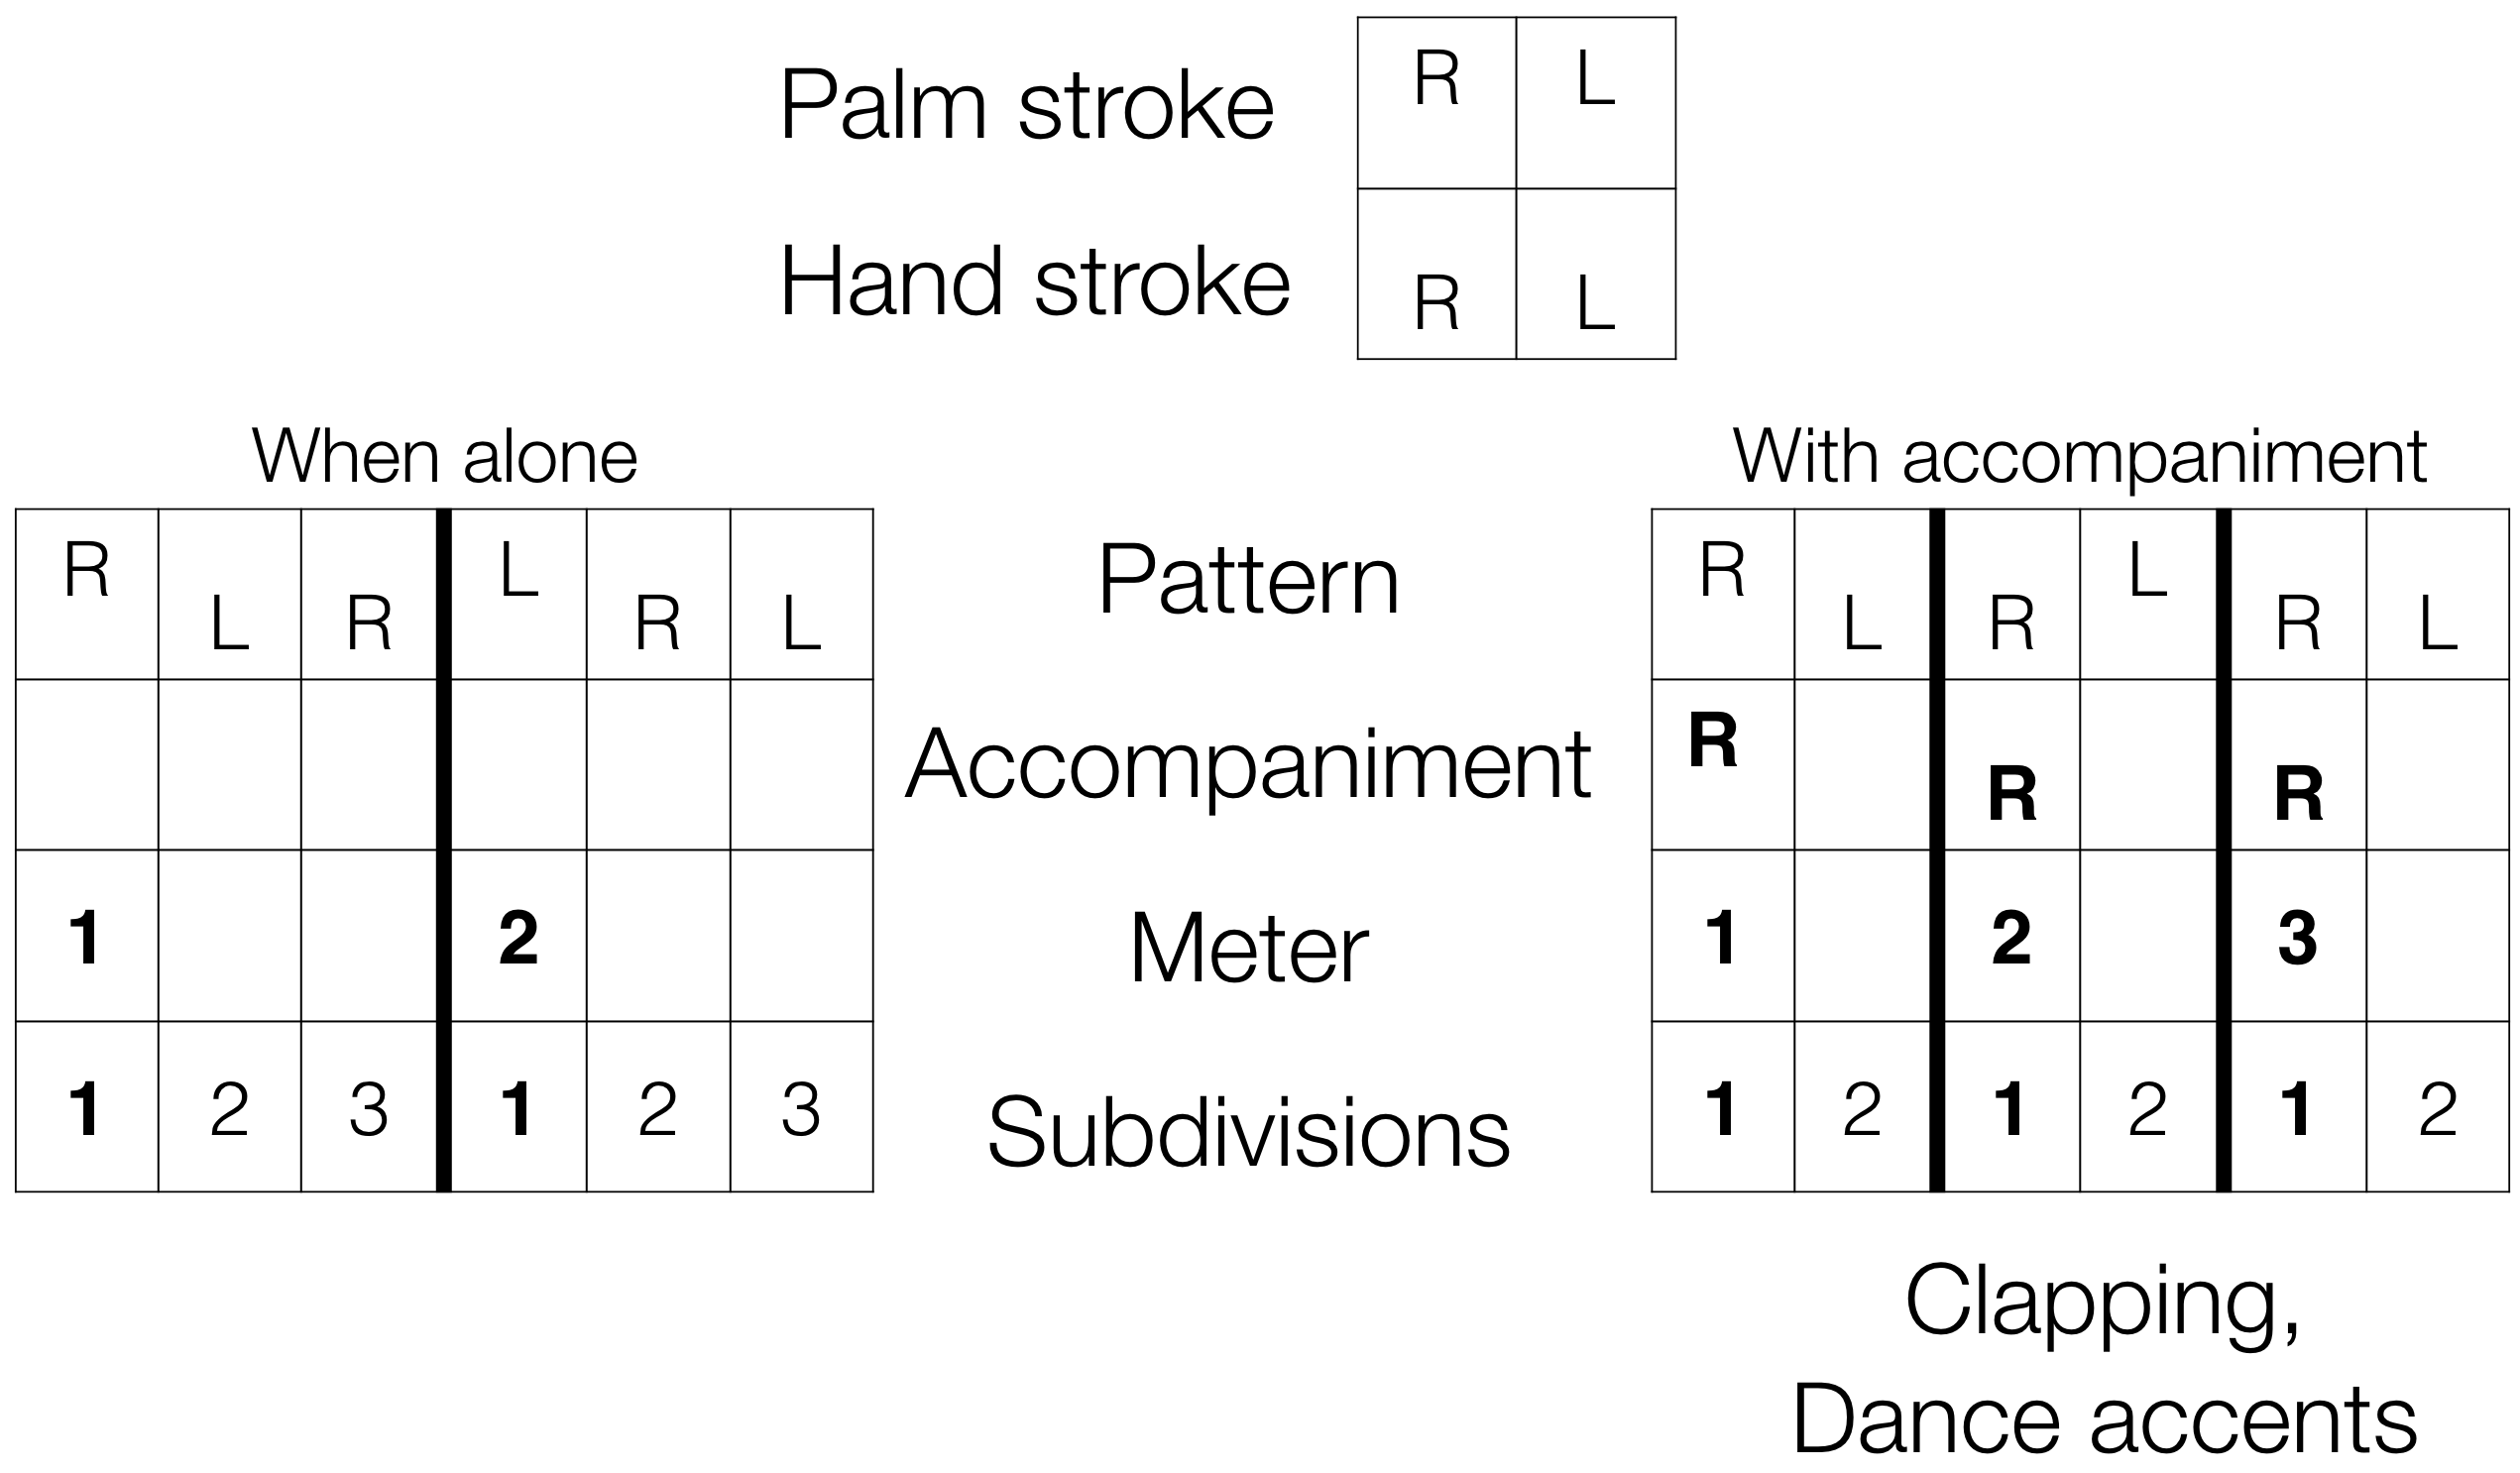 Palm stroke R L
Hand stroke R L
When alone With accompaniment
R L R L R L Pattern R L R L R L
Accompaniment R R R
1 2 Meter 1 2 3
1 2 3 1 2 3 Subdivisions 1 2 1 2 1 2
Clapping,
Dance accents